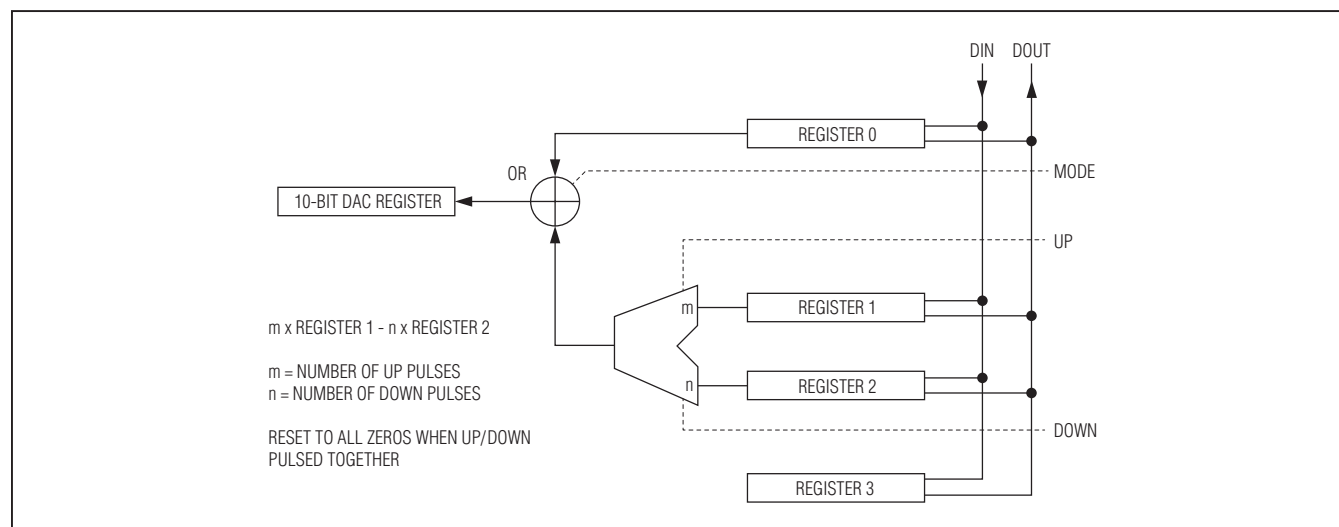 DIN DOUT
REGISTER 0
OR
MODE
10-BIT DAC REGISTER
UP
m
REGISTER 1
m x REGISTER 1 - n x REGISTER 2
m = NUMBER OF UP PULSES
n
REGISTER 2
n = NUMBER OF DOWN PULSES
DOWN
RESET TO ALL ZEROS WHEN UP/DOWN
PULSED TOGETHER
REGISTER 3